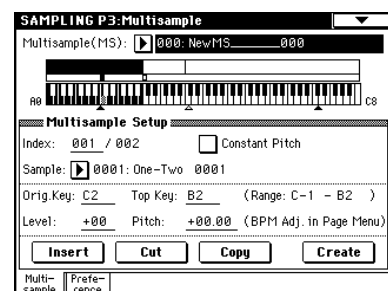 SAMPLING P3:Multisample
Multisample(MS): 000: NewMS_____000
A0 C8
Multisample Setup
Index: 001 / 002 Constant Pitch
Sample: 0001: One-Two 0001
Orig.Key: C2 Top Key: B2 (Range: C-1 - B2 )
Level: +00 Pitch: +00.00 (BPM Adj. in Page Menu)
Insert Cut Copy Create
Multi- Prefe-
sample rence